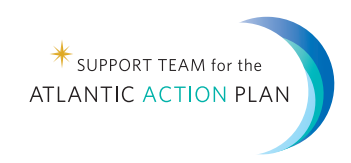 SUPPORT TEAM for the
ATLANTIC ACTION PLAN